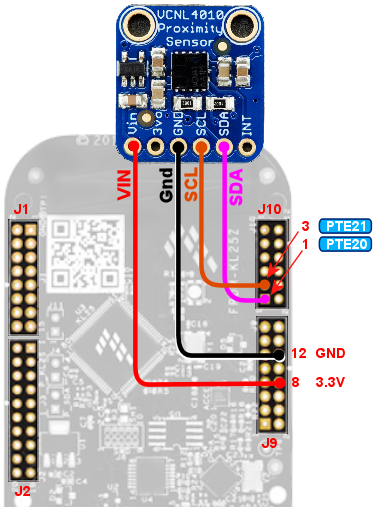 VCNL4010
Proximity
Sensor
Vin
3vo
GND
SCL
SDA
INT
VIN
Gnd
SCL
SDA
J1
J10
3 PTE21
1 PTE20
12 GND
8 3.3V
J2
J9